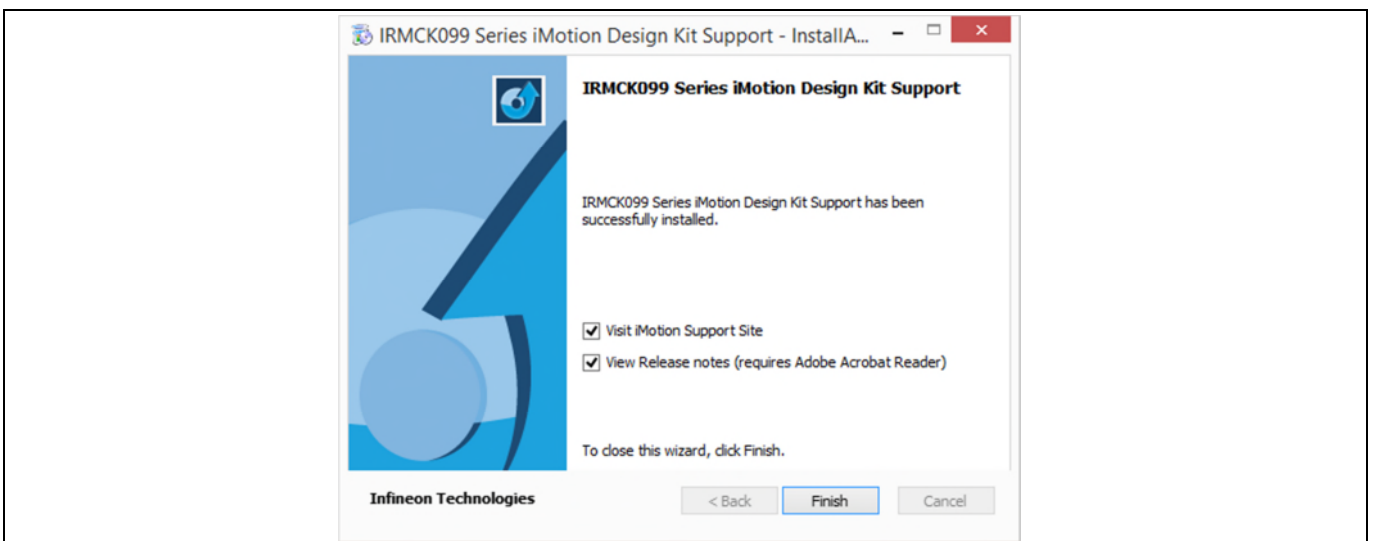 IRMCK099 Series iMotion Design Kit Support - InstallA...
IRMCK099 Series iMotion Design Kit Support
IRMCK099 Series iMotion Design Kit Support has been
successfully installed.
Visit iMotion Support Site
View Release notes (requires Adobe Acrobat Reader)
To close this wizard, click Finish.
Infineon Technologies
< Back Finish Cancel